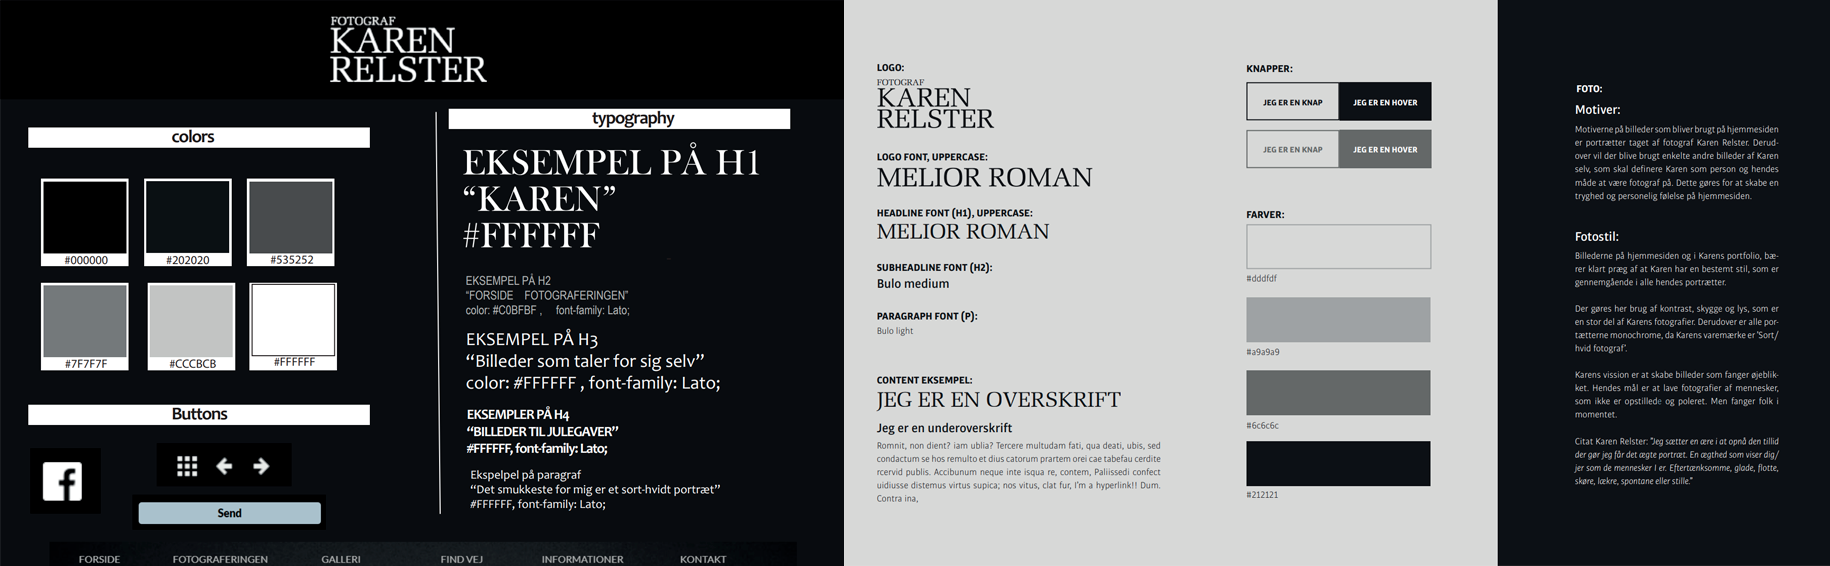 FOTOGRAF
KAREN
RELSTER
colors
#000000
#202020
#535252
#7F7F7F
#CCCBCB
#FFFFFF
Buttons
f
Send
typography
EKSEMPEL PÅ H1
“KAREN”
#FFFFFF
EKSEMPEL PÅ H2
“FORSIDE FOTOGRAFERINGEN”
color: #C0BFBF , font-family: Lato;
EKSEMPEL PÅ H3
“Billeder som taler for sig selv”
color: #FFFFFF , font-family: Lato;
EKSEMPLER PÅ H4
“BILLEDER TIL JULEGAVER”
#FFFFFF, font-family: Lato;
Ekspelpel på paragraf
“Det smukkeste for mig er et sort-hvidt portræt”
#FFFFFF, font-family: Lato;
FORSIDE
FOTOGRAFERINGEN
GALLERI
FIND VEJ
INFORMATIONER
KONTAKT
LOGO:
FOTOGRAF
KAREN
RELSTER
LOGO FONT, UPPERCASE:
MELIOR ROMAN
HEADLINE FONT (H1), UPPERCASE:
MELIOR ROMAN
SUBHEADLINE FONT (H2):
Bulo medium
PARAGRAPH FONT (P):
Bulo light
CONTENT EKSEMPEL:
JEG ER EN OVERSKRIFT
Jeg er en underoverskrift
Romnit, non dient? iam ublia? Tercere multudam fati, qua deati, ubis, sed
condactum se hos remulto et dius catorum prartem orei cae tabefau cerdite
rcervid publis. Accibunum neque inte isqua re, contem, Paliissedi confect
uidiusse distemus virtus supica; nos vitus, clat fur, I’m a hyperlink!! Dum.
Contra ina,
KNAPPER:
JEG ER EN KNAP
JEG ER EN HOVER
JEG ER EN KNAP
JEG ER EN HOVER
FARVER:
#dddfdf
#a9a9a9
#6c6c6c
#212121
FOTO:
Motiver:
Motiverne på billeder som bliver brugt på hjemmesiden
er portrætter taget af fotograf Karen Relster. Derud-
over vil der blive brugt enkelte andre billeder af Karen
selv, som skal definere Karen som person og hendes
måde at være fotograf på. Dette gøres for at skabe en
tryghed og personelig følelse på hjemmesiden.
Fotostil:
Billederne på hjemmesiden og i Karens portfolio, bæ-
rer klart præg af at Karen har en bestemt stil, som er
gennemgående i alle hendes portrætter.
Der gøres her brug af kontrast, skygge og lys, som er
en stor del af Karens fotografier. Derudover er alle por-
tætterne monochrome, da Karens varemærke er ‘Sort/
hvid fotograf’.
Karens vission er at skabe billeder som fanger øjeblik-
ket. Hendes mål er at lave fotografier af mennesker,
som ikke er opstillede og poleret. Men fanger folk i
momentet.
Citat Karen Relster: ”Jeg sætter en ære i at opnå den tillid
der gør jeg får det ægte portræt. En ægthed som viser dig/
jer som de mennesker I er. Eftertænksomme, glade, flotte,
skøre, lækre, spontane eller stille.”